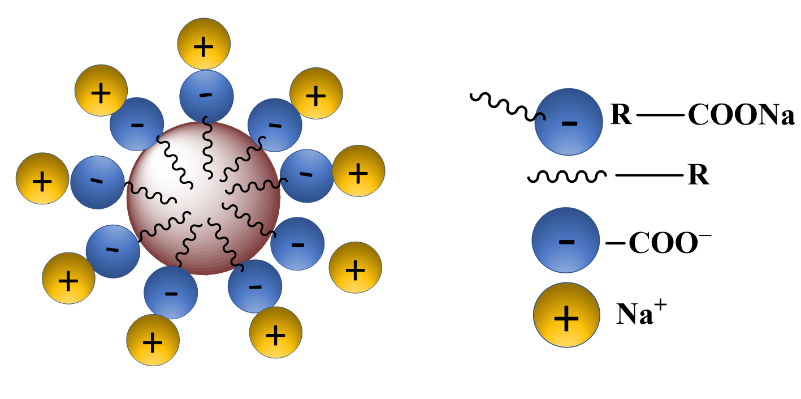 R—COONa
—R
–COO⁻
Na⁺